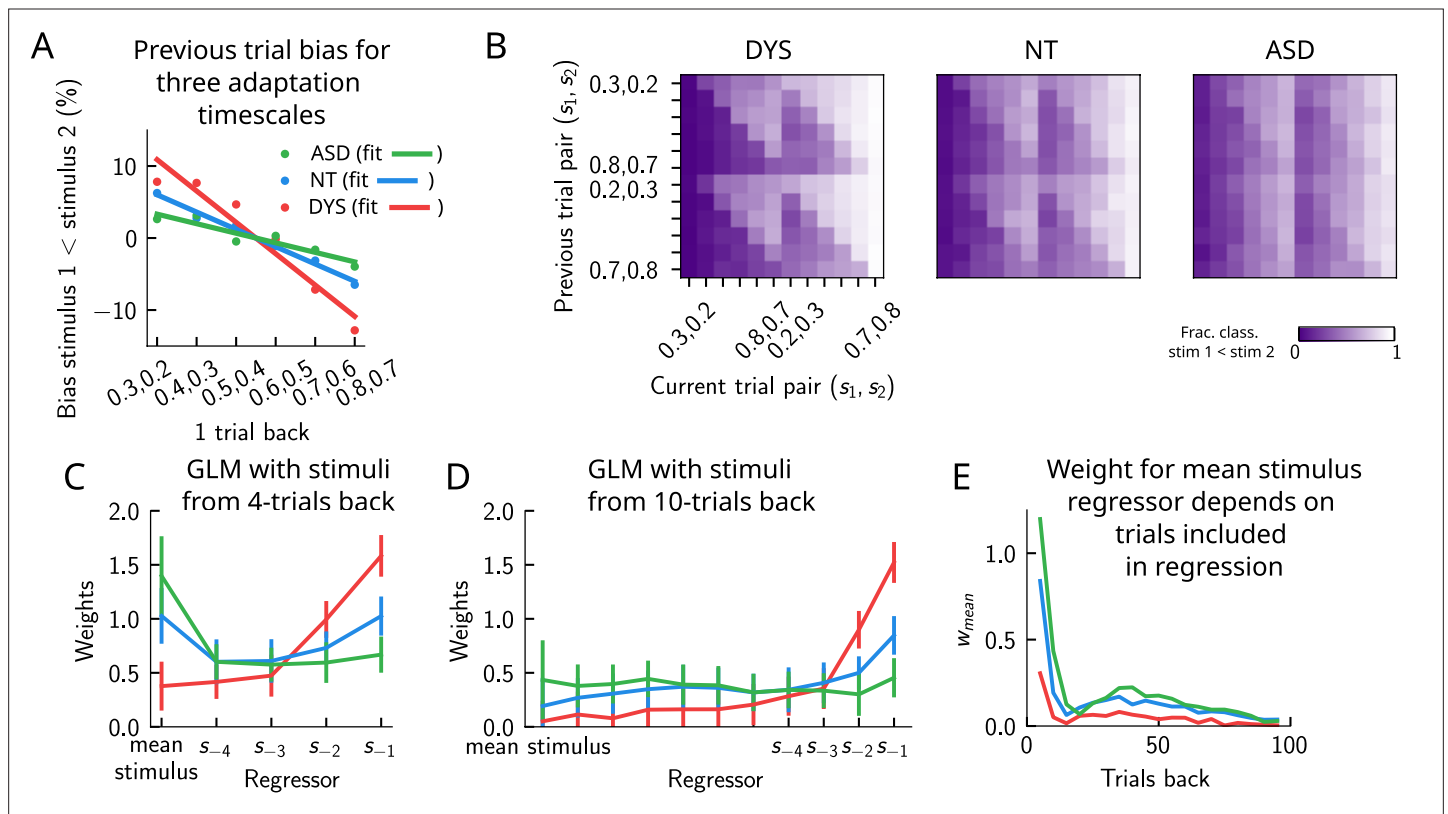 A
Previous trial bias for
three adaptation
timescales
Bias stimulus 1 < stimulus 2 (%)
10
0
−10
ASD (fit )
NT (fit )
DYS (fit )
0.3,0.2
0.4,0.3
0.5,0.4
0.6,0.5
0.7,0.6
0.8,0.7
1 trial back
B
DYS
NT
ASD
Previous trial pair (s₁, s₂)
0.3,0.2
0.8,0.7
0.2,0.3
0.7,0.8
0.3,0.2
0.8,0.7
0.2,0.3
0.7,0.8
Current trial pair (s₁, s₂)
Frac. class.
stim 1 < stim 2
0
1
C
GLM with stimuli
from 4-trials back
Weights
2.0
1.5
1.0
0.5
0.0
mean
stimulus
s₋₄
s₋₃
s₋₂
s₋₁
Regressor
D
GLM with stimuli
from 10-trials back
Weights
2.0
1.5
1.0
0.5
0.0
mean stimulus
s₋₄
s₋₃
s₋₂
s₋₁
Regressor
E
Weight for mean stimulus
regressor depends on
trials included
in regression
w_mean
1.0
0.5
0.0
0
50
100
Trials back